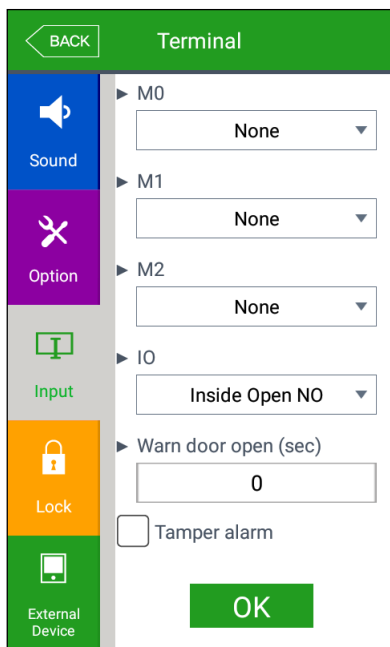 BACK
Terminal
Sound
Option
Input
Lock
External
Device
M0
None
M1
None
M2
None
IO
Inside Open NO
Warn door open (sec)
0
Tamper alarm
OK